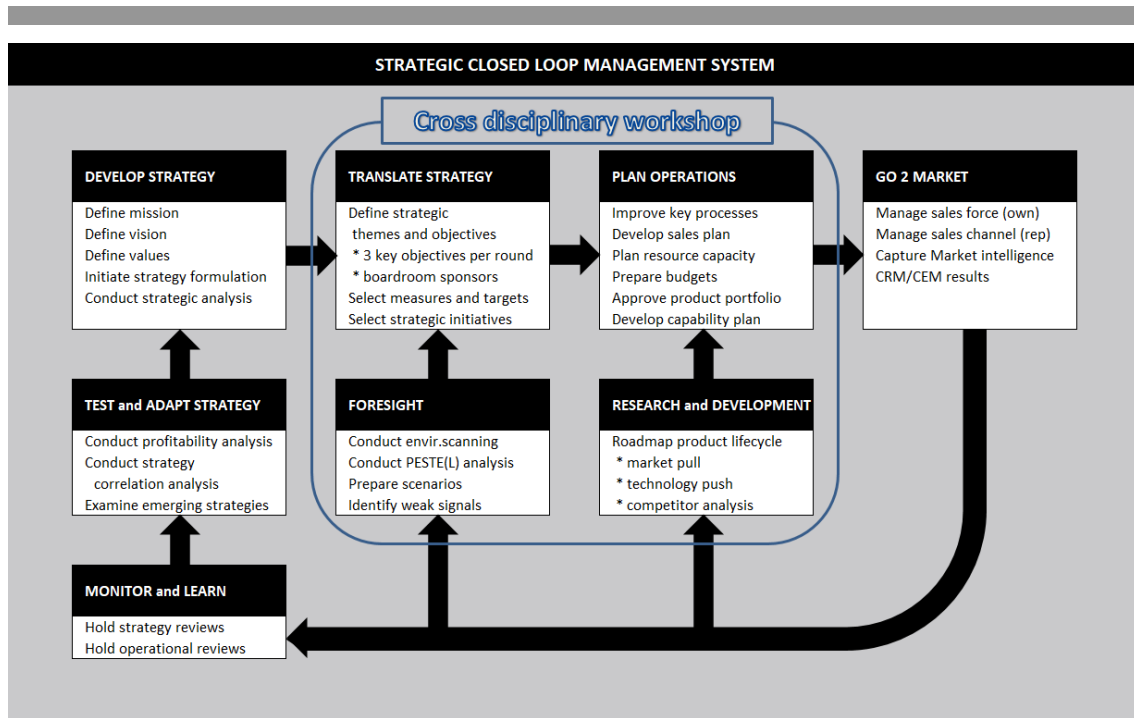 STRATEGIC CLOSED LOOP MANAGEMENT SYSTEM
Cross disciplinary workshop
DEVELOP STRATEGY
Define mission
Define vision
Define values
Initiate strategy formulation
Conduct strategic analysis
TRANSLATE STRATEGY
Define strategic
themes and objectives
* 3 key objectives per round
* boardroom sponsors
Select measures and targets
Select strategic initiatives
PLAN OPERATIONS
Improve key processes
Develop sales plan
Plan resource capacity
Prepare budgets
Approve product portfolio
Develop capability plan
GO 2 MARKET
Manage sales force (own)
Manage sales channel (rep)
Capture Market intelligence
CRM/CEM results
TEST and ADAPT STRATEGY
Conduct profitability analysis
Conduct strategy
correlation analysis
Examine emerging strategies
FORESIGHT
Conduct envir.scanning
Conduct PESTE(L) analysis
Prepare scenarios
Identify weak signals
RESEARCH and DEVELOPMENT
Roadmap product lifecycle
* market pull
* technology push
* competitor analysis
MONITOR and LEARN
Hold strategy reviews
Hold operational reviews